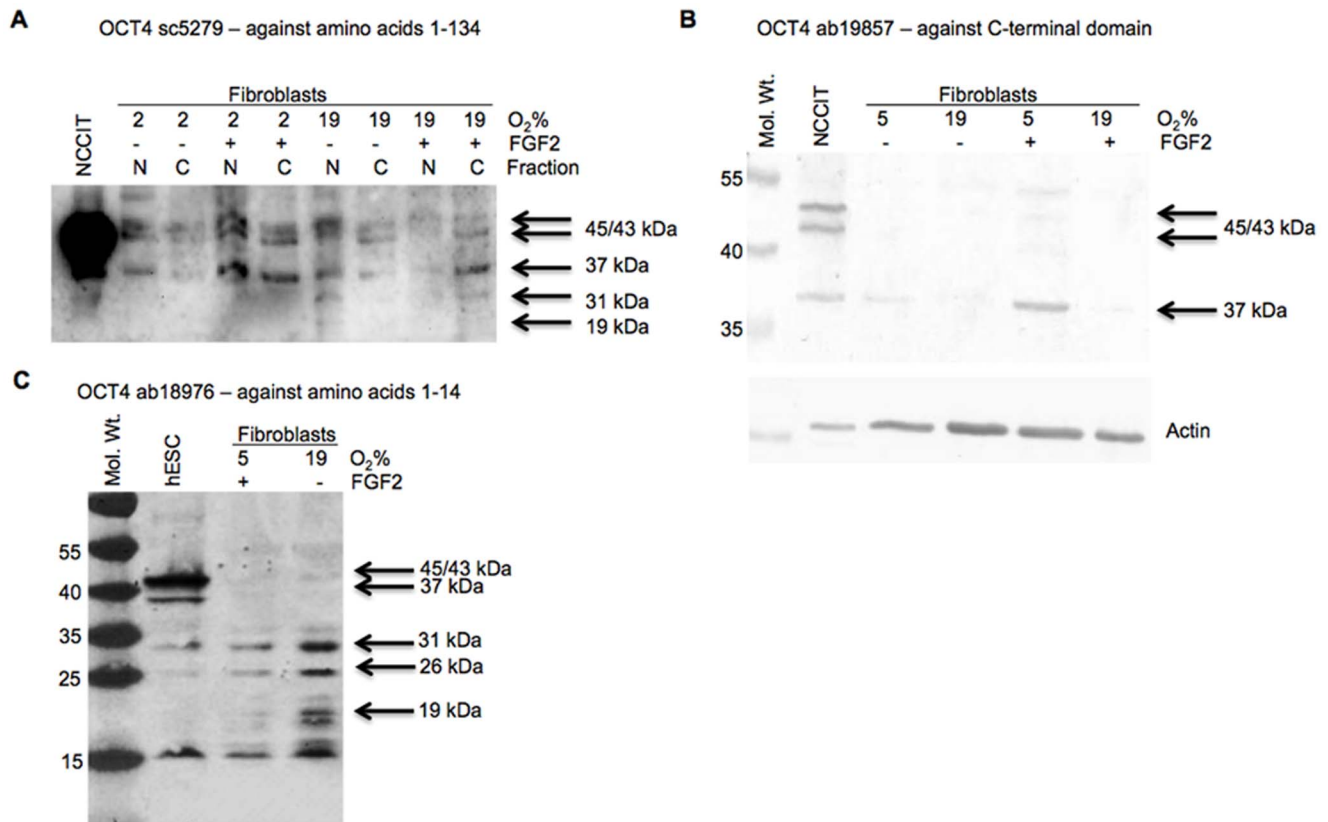 A
OCT4 sc5279 – against amino acids 1-134
Fibroblasts
NCCIT
2 2 2 2 19 19 19 19 O₂%
- - + + - - + + FGF2
N C N C N C N C Fraction
45/43 kDa
37 kDa
31 kDa
19 kDa
B
OCT4 ab19857 – against C-terminal domain
Mol. Wt.
NCCIT
Fibroblasts
5 19 5 19 O₂%
- - + + FGF2
55
40
35
45/43 kDa
37 kDa
Actin
C
OCT4 ab18976 – against amino acids 1-14
Mol. Wt.
hESC
Fibroblasts
5 19 O₂%
+ - FGF2
55
40
35
25
15
45/43 kDa
37 kDa
31 kDa
26 kDa
19 kDa